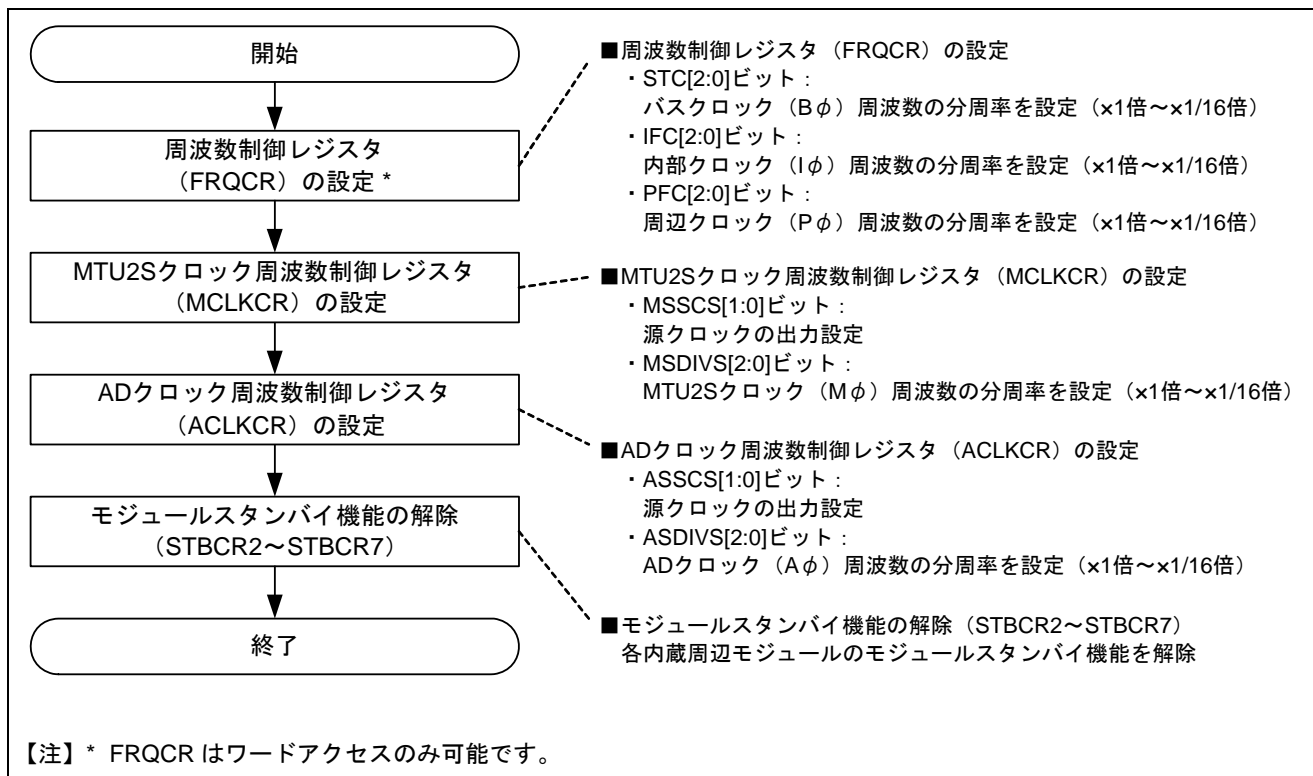 開始
周波数制御レジスタ
（FRQCR）の設定 *
MTU2Sクロック周波数制御レジスタ
（MCLKCR）の設定
ADクロック周波数制御レジスタ
（ACLKCR）の設定
モジュールスタンバイ機能の解除
（STBCR2～STBCR7）
終了
■周波数制御レジスタ（FRQCR）の設定
・STC[2:0]ビット：
バスクロック（Bφ）周波数の分周率を設定（×1倍～×1/16倍）
・IFC[2:0]ビット：
内部クロック（Iφ）周波数の分周率を設定（×1倍～×1/16倍）
・PFC[2:0]ビット：
周辺クロック（Pφ）周波数の分周率を設定（×1倍～×1/16倍）
■MTU2Sクロック周波数制御レジスタ（MCLKCR）の設定
・MSSCS[1:0]ビット：
源クロックの出力設定
・MSDIVS[2:0]ビット：
MTU2Sクロック（Mφ）周波数の分周率を設定（×1倍～×1/16倍）
■ADクロック周波数制御レジスタ（ACLKCR）の設定
・ASSCS[1:0]ビット：
源クロックの出力設定
・ASDIVS[2:0]ビット：
ADクロック（Aφ）周波数の分周率を設定（×1倍～×1/16倍）
■モジュールスタンバイ機能の解除（STBCR2～STBCR7）
各内蔵周辺モジュールのモジュールスタンバイ機能を解除
【注】* FRQCR はワードアクセスのみ可能です。